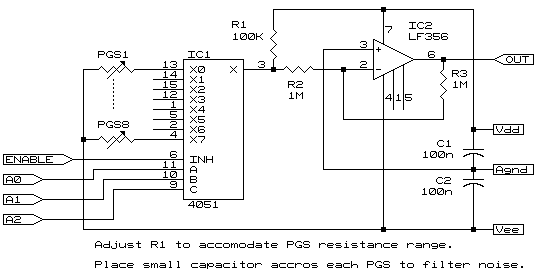 R1
100K
IC2
LF356
7
PGS1
IC1
13 X0 X 3
14 X1
15 X2
12 X3
1 X4
5 X5
2 X6
4 X7
PGS8
3 +
2 -
6
OUT
R2
1M
R3
1M
4 1 5
ENABLE
6 INH
A0
11 A
A1
10 B
A2
9 C
4051
Vdd
C1
100n
Agnd
C2
100n
Vee
Adjust R1 to accomodate PGS resistance range.
Place small capacitor accros each PGS to filter noise.